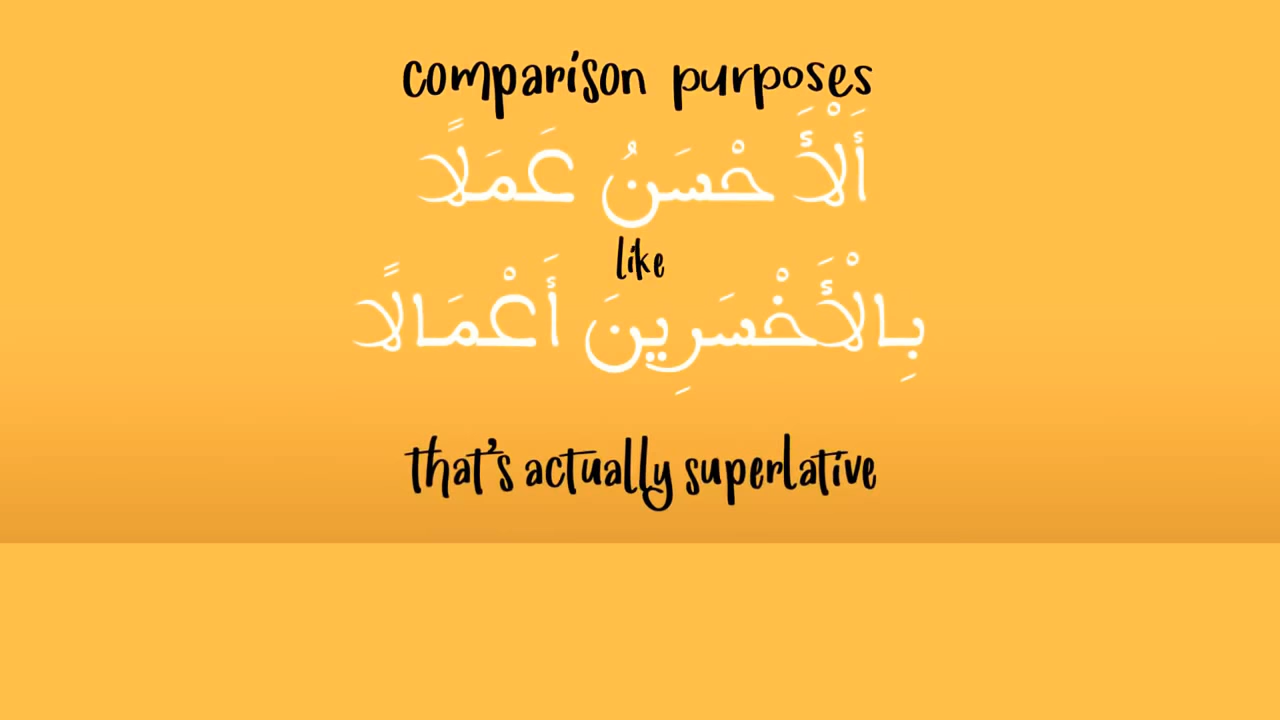 comparison purposes
أَلْأَ حْسَنُ عَمَلًا
like
بِالْأَخْسَرِينَ أَعْمَالًا
that's actually superlative